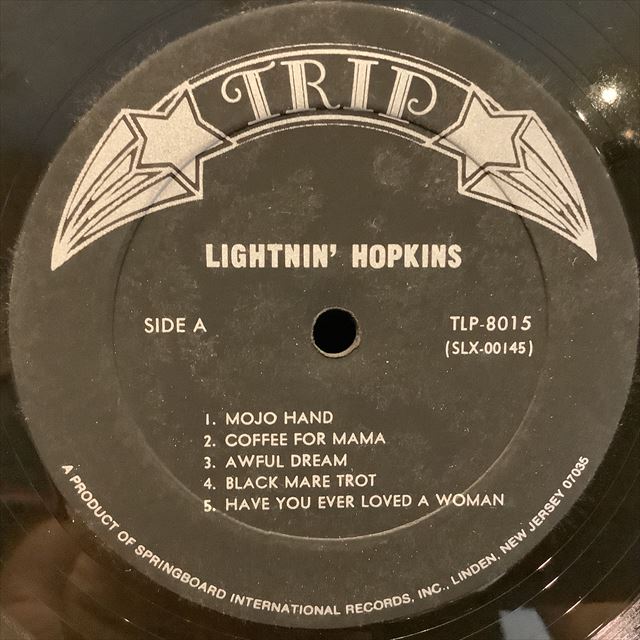 TRIP
LIGHTNIN' HOPKINS
SIDE A
TLP-8015
(SLX-00145)
1. MOJO HAND
2. COFFEE FOR MAMA
3. AWFUL DREAM
4. BLACK MARE TROT
5. HAVE YOU EVER LOVED A WOMAN
A PRODUCT OF SPRINGBOARD INTERNATIONAL RECORDS, INC., LINDEN, NEW JERSEY 07035